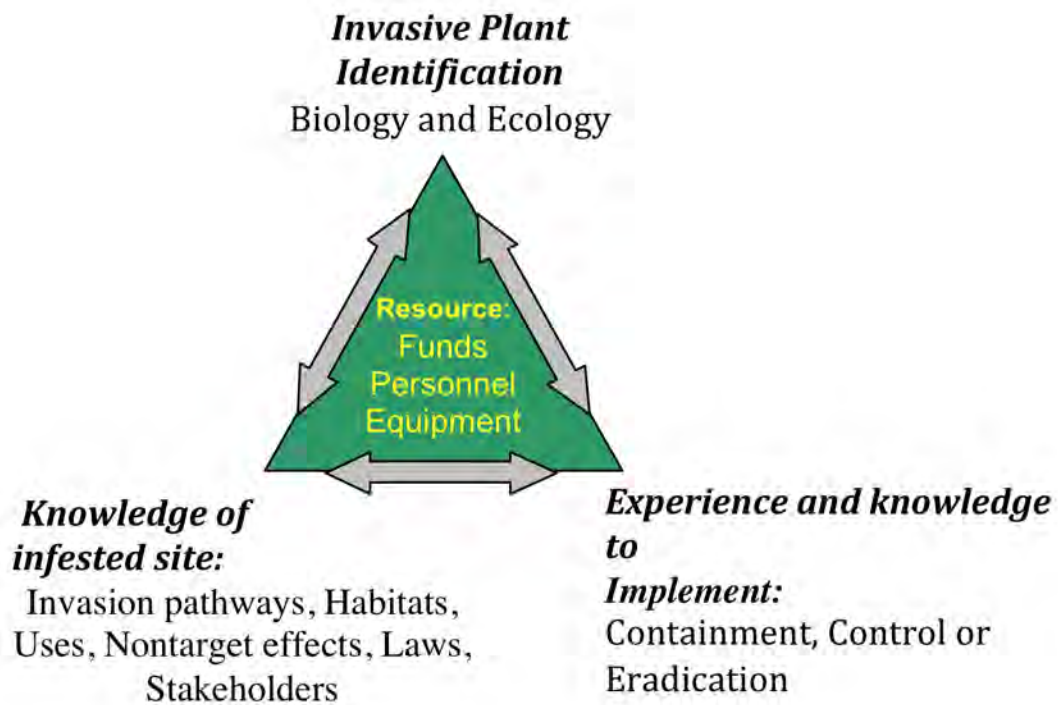 Invasive Plant
Identification
Biology and Ecology
Resource:
Funds
Personnel
Equipment
Knowledge of
infested site:
Invasion pathways, Habitats,
Uses, Nontarget effects, Laws,
Stakeholders
Experience and knowledge
to
Implement:
Containment, Control or
Eradication